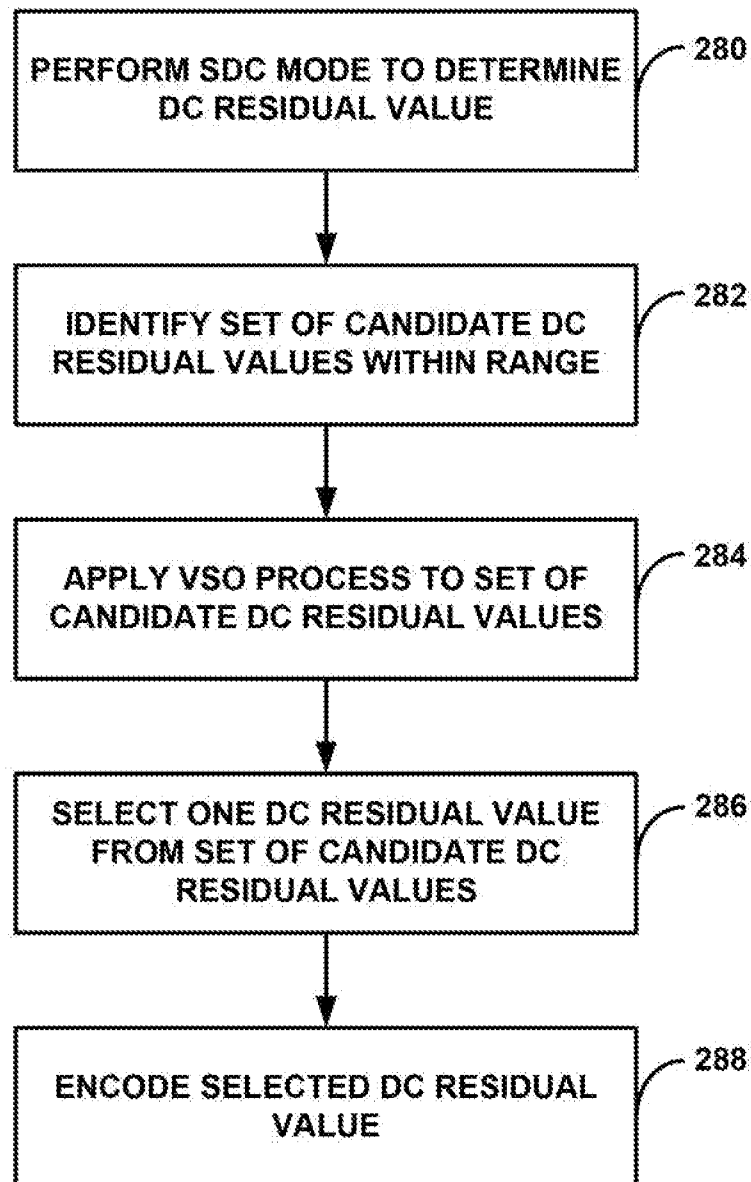 PERFORM SDC MODE TO DETERMINE
DC RESIDUAL VALUE
280
IDENTIFY SET OF CANDIDATE DC
RESIDUAL VALUES WITHIN RANGE
282
APPLY VSO PROCESS TO SET OF
CANDIDATE DC RESIDUAL VALUES
284
SELECT ONE DC RESIDUAL VALUE
FROM SET OF CANDIDATE DC
RESIDUAL VALUES
286
ENCODE SELECTED DC RESIDUAL
VALUE
288